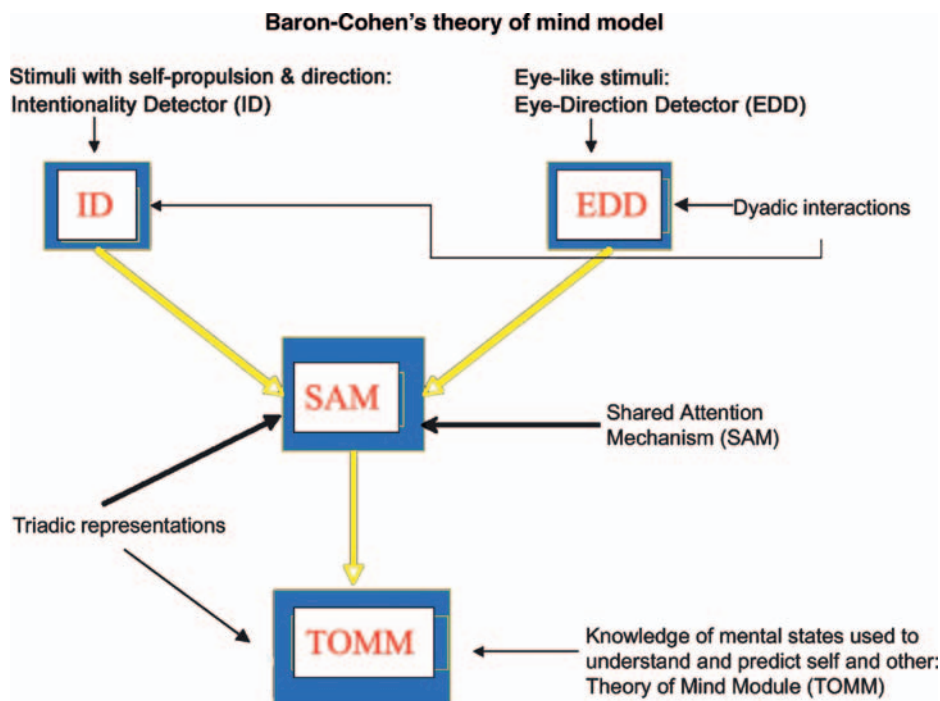 Baron-Cohen's theory of mind model
Stimuli with self-propulsion & direction:
Intentionality Detector (ID)
Eye-like stimuli:
Eye-Direction Detector (EDD)
ID
EDD
Dyadic interactions
SAM
Shared Attention
Mechanism (SAM)
Triadic representations
TOMM
Knowledge of mental states used to
understand and predict self and other:
Theory of Mind Module (TOMM)